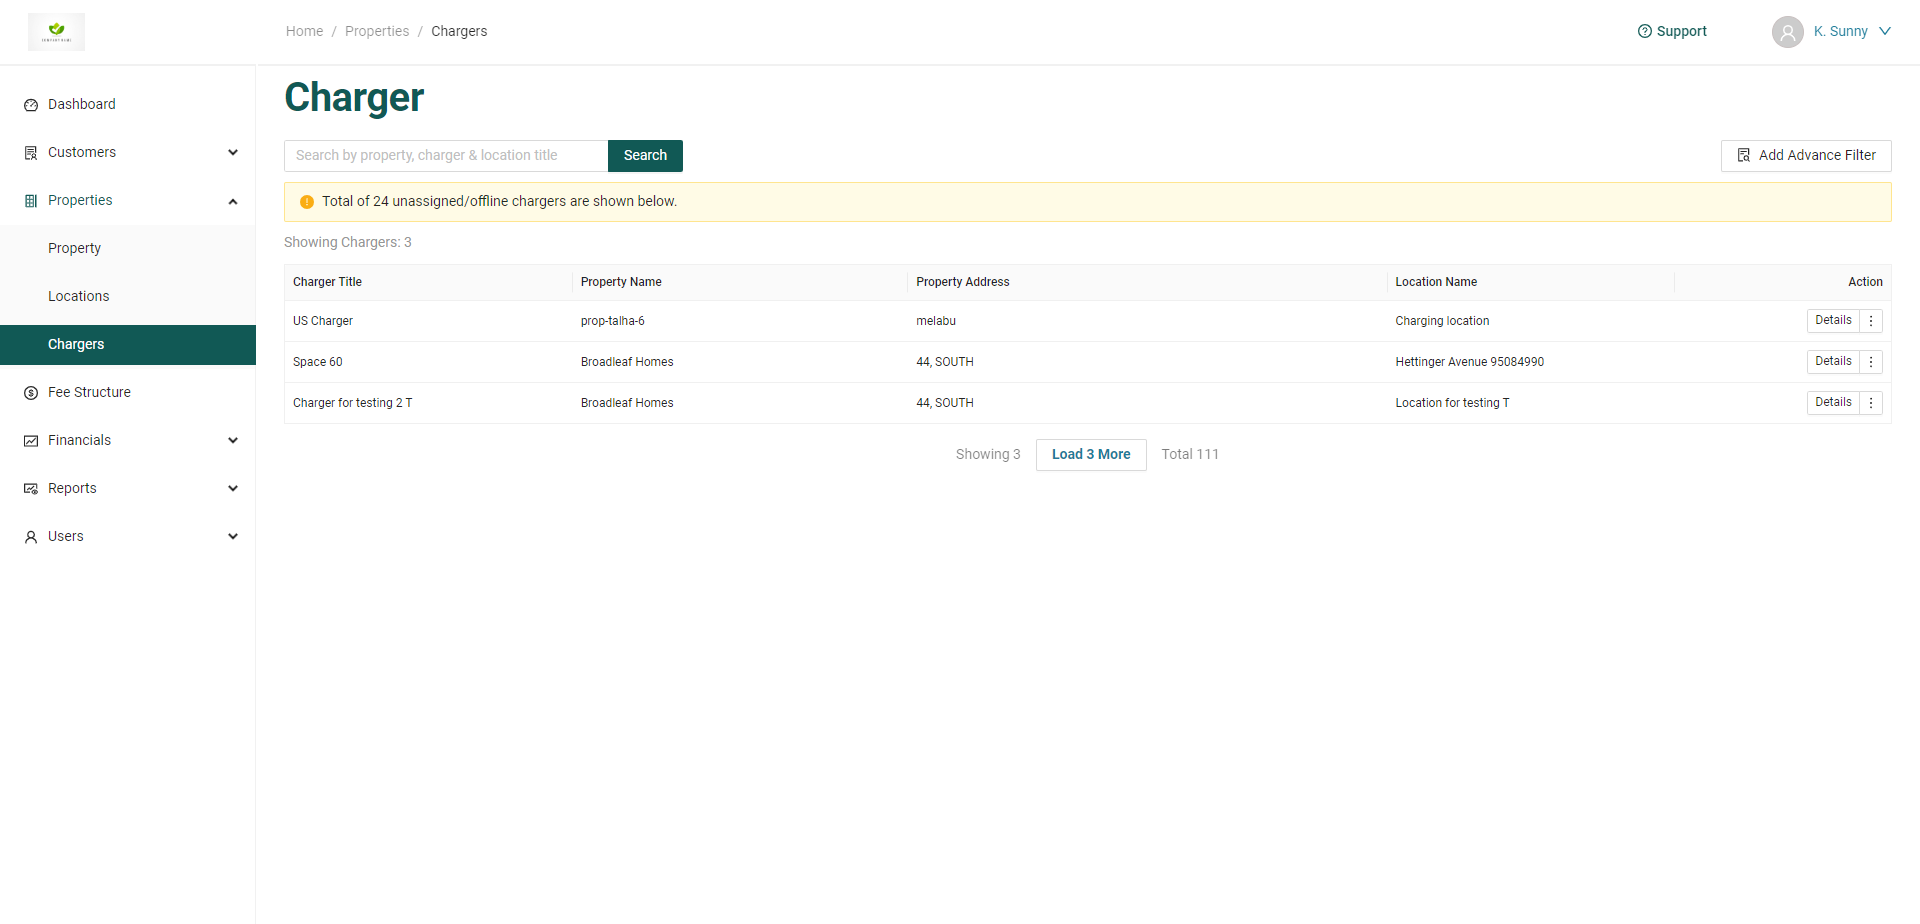 Home / Properties / Chargers
Support
K. Sunny
Dashboard
Customers
Properties
Property
Locations
Chargers
Fee Structure
Financials
Reports
Users
Charger
Search by property, charger & location title
Search
Add Advance Filter
Total of 24 unassigned/offline chargers are shown below.
Showing Chargers: 3
Charger Title Property Name Property Address Location Name Action
US Charger prop-talha-6 melabu Charging location Details
Space 60 Broadleaf Homes 44, SOUTH Hettinger Avenue 95084990 Details
Charger for testing 2 T Broadleaf Homes 44, SOUTH Location for testing T Details
Showing 3 Load 3 More Total 111